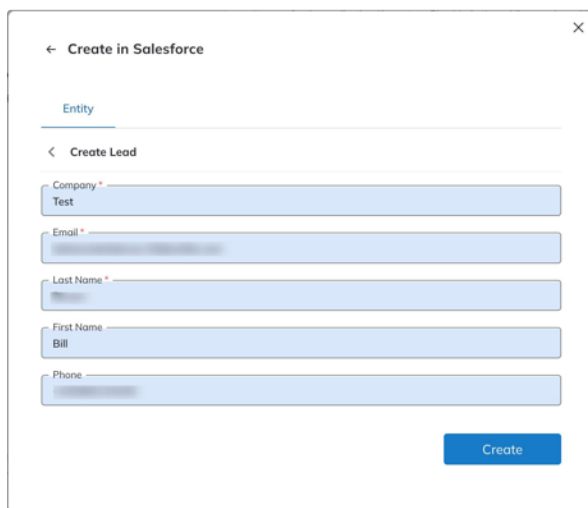 Create in Salesforce
Entity
Create Lead
Company *
Test
Email *
Last Name *
First Name
Bill
Phone
Create